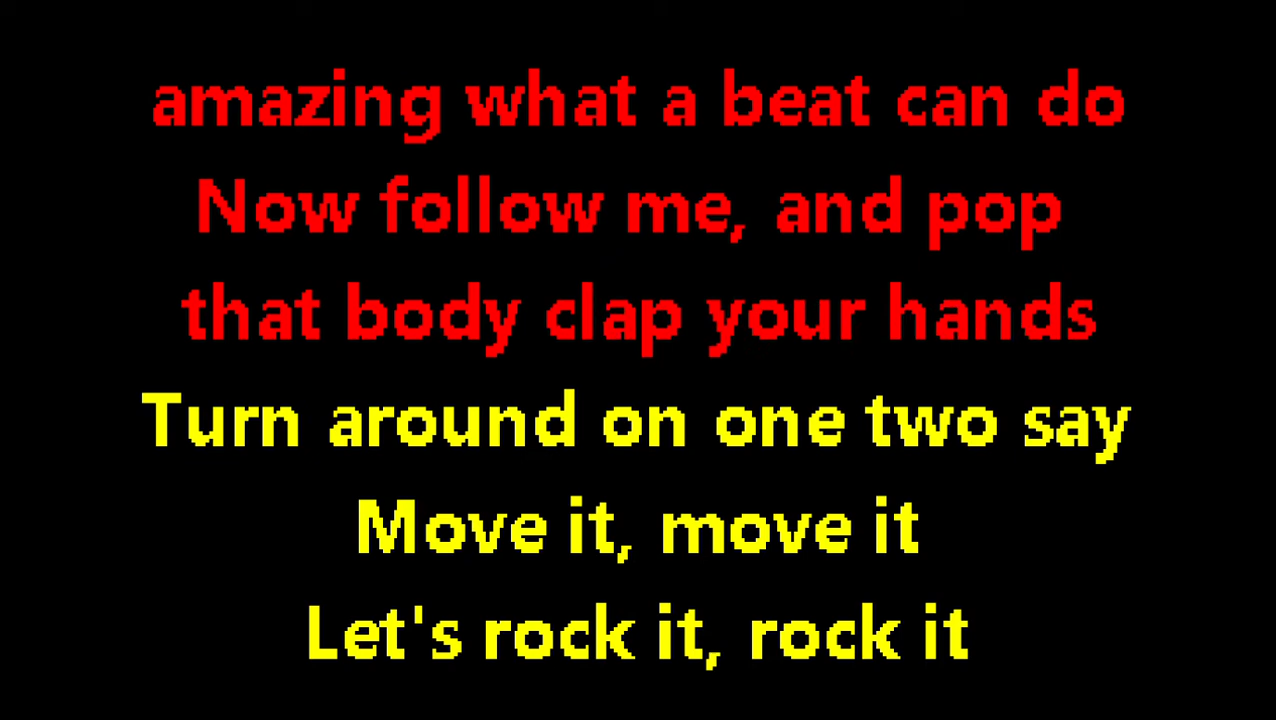 amazing what a beat can do
Now follow me, and pop
that body clap your hands
Turn around on one two say
Move it, move it
Let's rock it, rock it